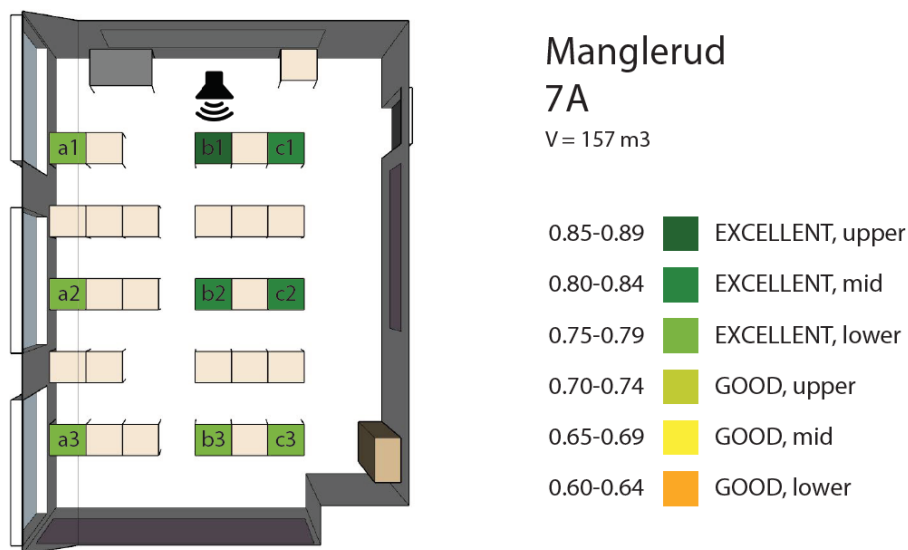 Manglerud
7A
V = 157 m3
a1 b1 c1
a2 b2 c2
a3 b3 c3
0.85-0.89 EXCELLENT, upper
0.80-0.84 EXCELLENT, mid
0.75-0.79 EXCELLENT, lower
0.70-0.74 GOOD, upper
0.65-0.69 GOOD, mid
0.60-0.64 GOOD, lower